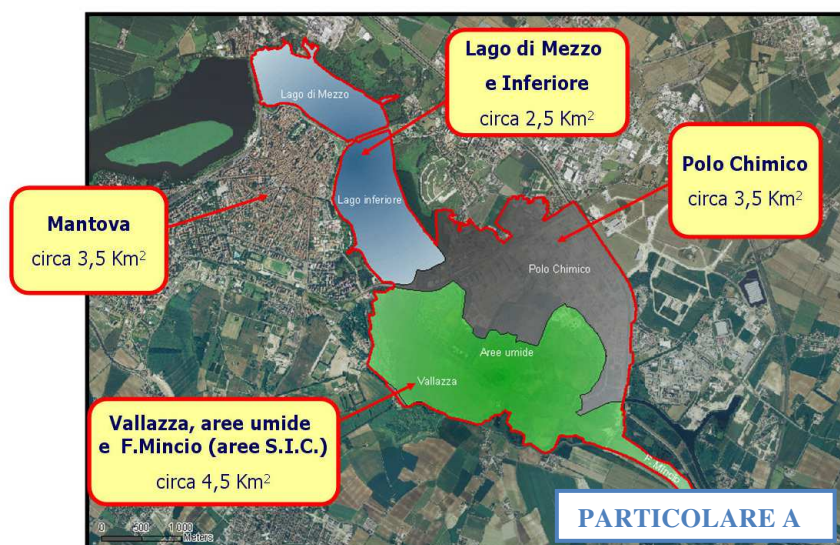 Lago di Mezzo
e Inferiore
circa 2,5 Km²
Polo Chimico
circa 3,5 Km²
Mantova
circa 3,5 Km²
Vallazza, aree umide
e F.Mincio (aree S.I.C.)
circa 4,5 Km²
Lago di Mezzo
Lago inferiore
Polo Chimico
Aree umide
Vallazza
F. Mincio
0 500 1.000
Meters
PARTICOLARE A